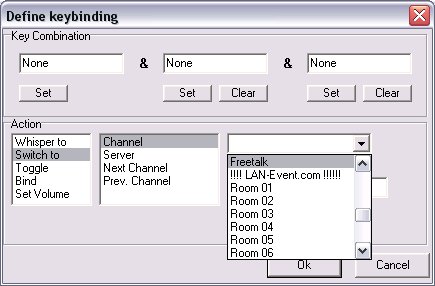 Define keybinding
Key Combination
None & None & None
Set Set Clear Set Clear
Action
Whisper to
Switch to
Toggle
Bind
Set Volume
Channel
Server
Next Channel
Prev. Channel
Freetalk
!!!! LAN-Event.com !!!!!!
Room 01
Room 02
Room 03
Room 04
Room 05
Room 06
Ok Cancel